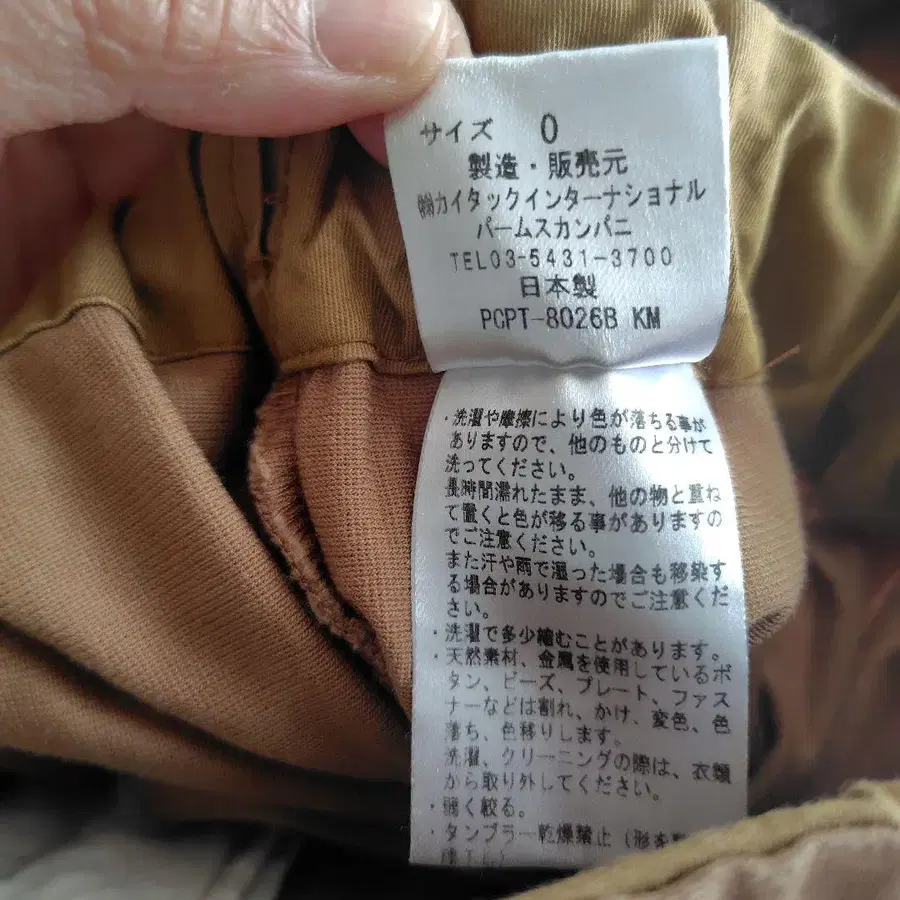 サイズ 0
製造・販売元
㈱カイタックインターナショナル
パームスカンパニ
TEL03-5431-3700
日本製
PCPT-8026B KM
・洗濯や摩擦により色が落ちる事が
ありますので、他のものと分けて
洗ってください。
長時間濡れたまま、他の物と重ね
て置くと色が移る事がありますの
でご注意ください。
また汗や雨で湿った場合も移染す
る場合がありますのでご注意くだ
さい。
・洗濯で多少縮むことがあります。
・天然素材、金属を使用しているボ
タン、ビーズ、プレート、ファス
ナーなどは割れ、かけ、変色、色
落ち、色移りします。
洗濯、クリーニングの際は、衣類
から取り外してください。
・弱く絞る。
・タンブラー乾燥禁止（形を整